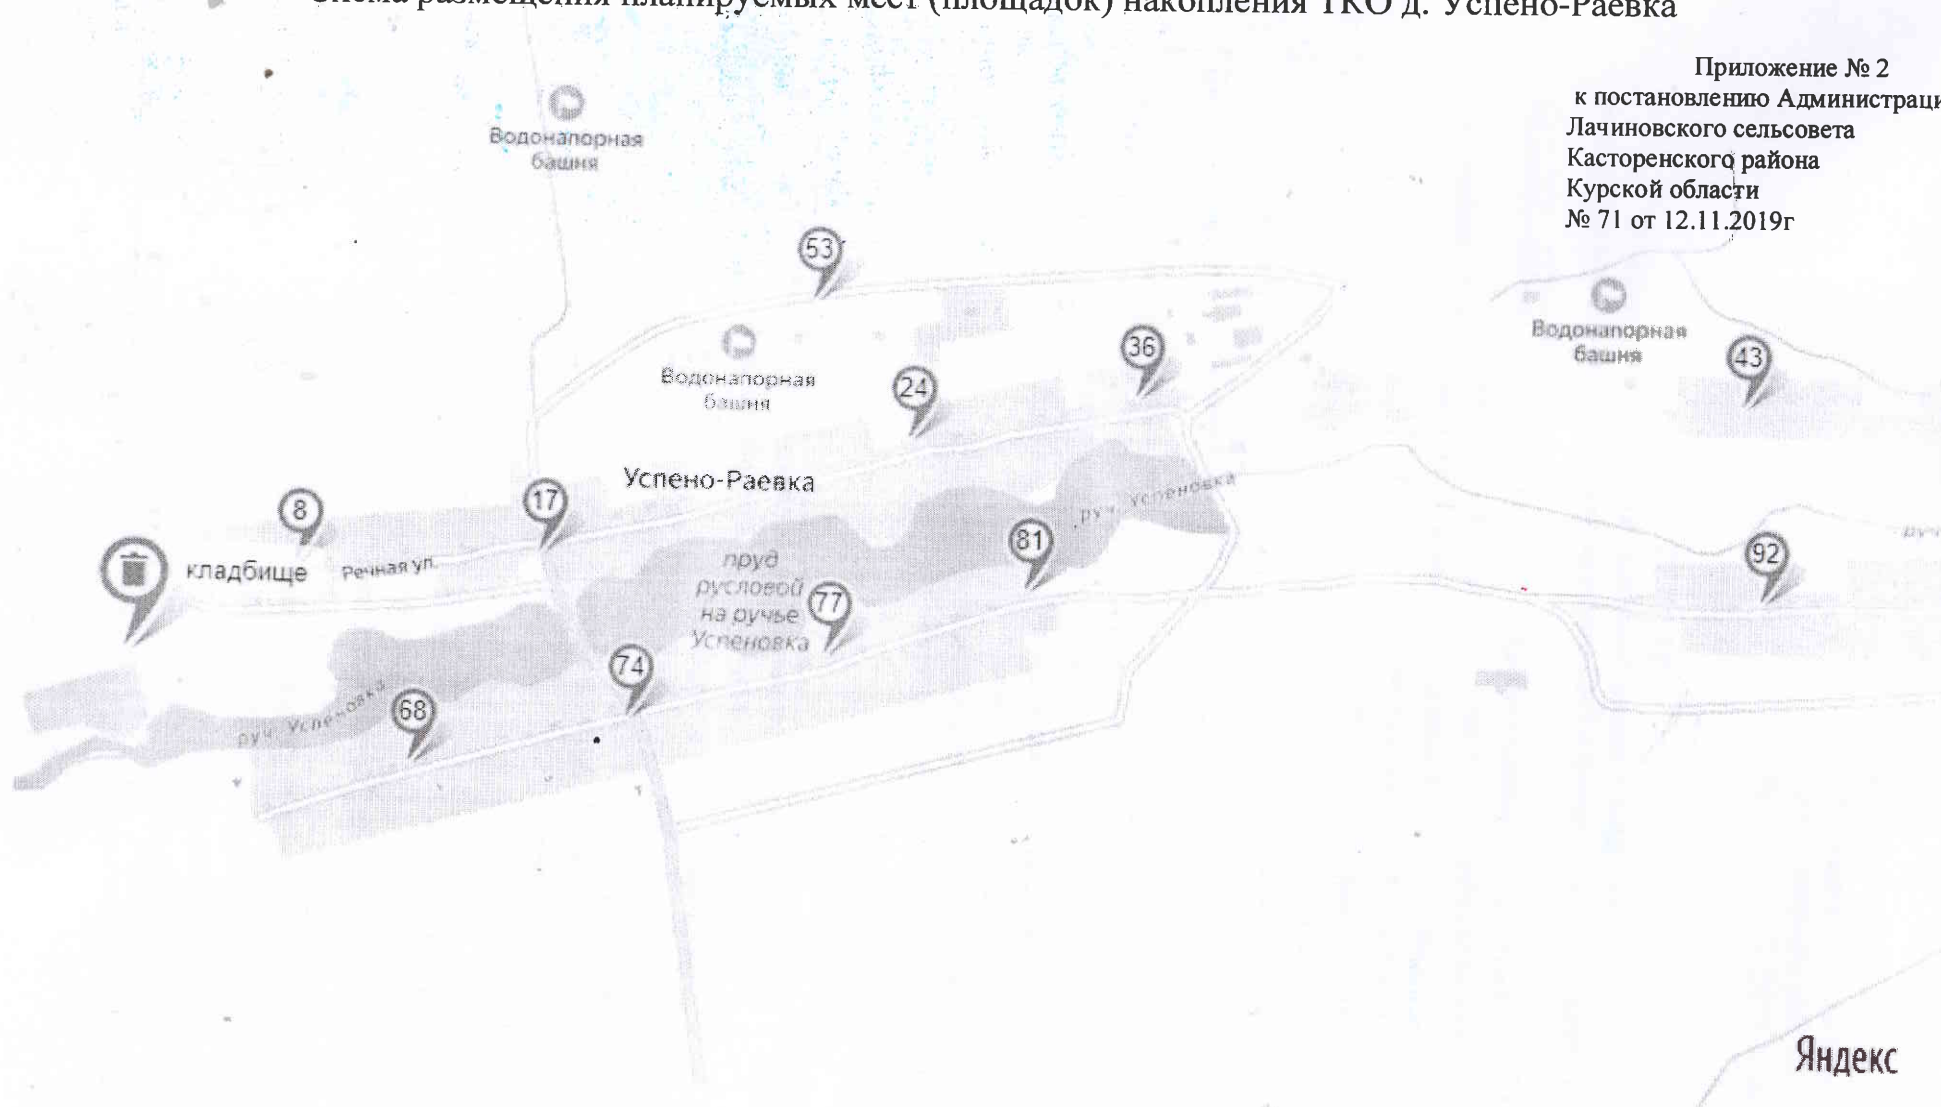 Схема размещения планируемых мест (площадок) накопления ТКО д. Успено-Раевка
Приложение № 2
к постановлению Администраци
Лачиновского сельсовета
Касторенского района
Курской области
№ 71 от 12.11.2019г
Водонапорная
башня
53
Водонапорная
башня
36
Водонапорная
башня
43
24
Успено-Раевка
8
17
руч. Успеновка
кладбище
Речная ул.
81
92
руч
пруд
русловой
на ручье
Успеновка
77
74
68
руч. Успеновка
Яндекс